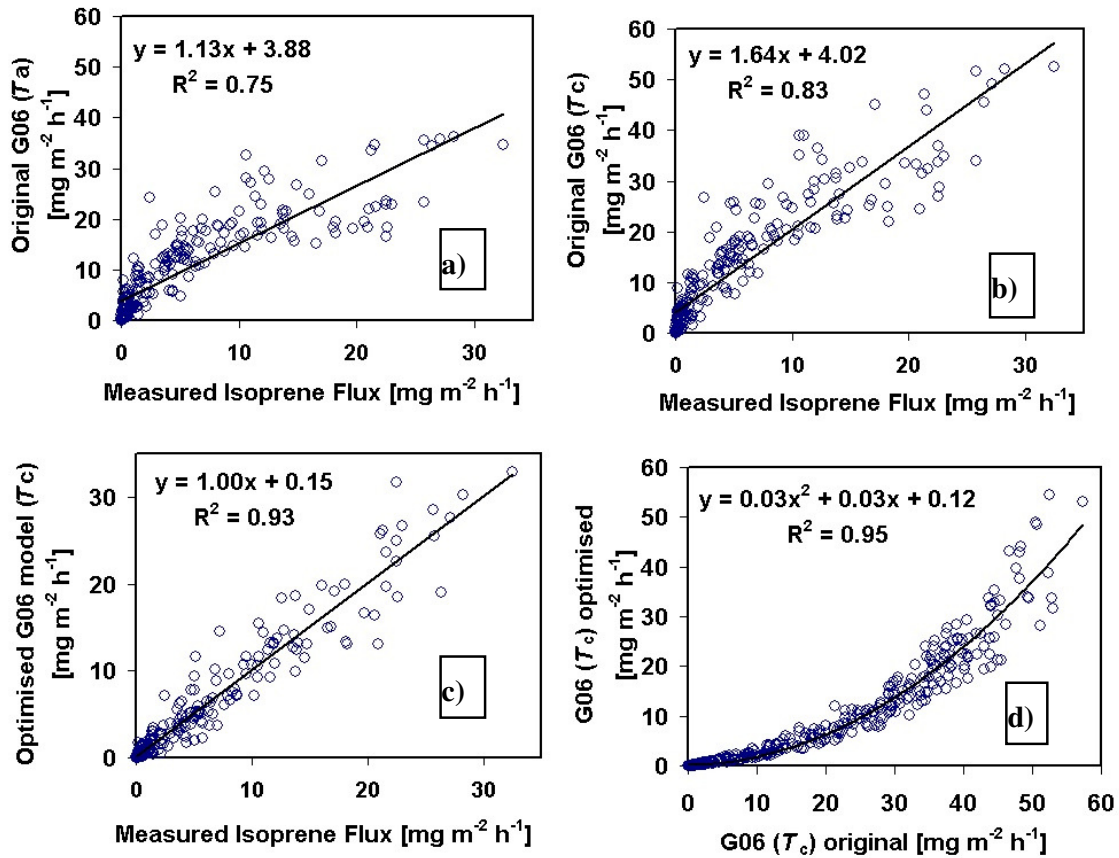 Original G06 (Ta)
[mg m⁻² h⁻¹]
60
50
40
30
20
10
0
y = 1.13x + 3.88
R² = 0.75
a)
0 10 20 30
Measured Isoprene Flux [mg m⁻² h⁻¹]
Original G06 (Tc)
[mg m⁻² h⁻¹]
60
50
40
30
20
10
0
y = 1.64x + 4.02
R² = 0.83
b)
0 10 20 30
Measured Isoprene Flux [mg m⁻² h⁻¹]
Optimised G06 model (Tc)
[mg m⁻² h⁻¹]
30
20
10
0
y = 1.00x + 0.15
R² = 0.93
c)
0 10 20 30
Measured Isoprene Flux [mg m⁻² h⁻¹]
G06 (Tc) optimised
[mg m⁻² h⁻¹]
60
50
40
30
20
10
0
y = 0.03x² + 0.03x + 0.12
R² = 0.95
d)
0 10 20 30 40 50 60
G06 (Tc) original [mg m⁻² h⁻¹]